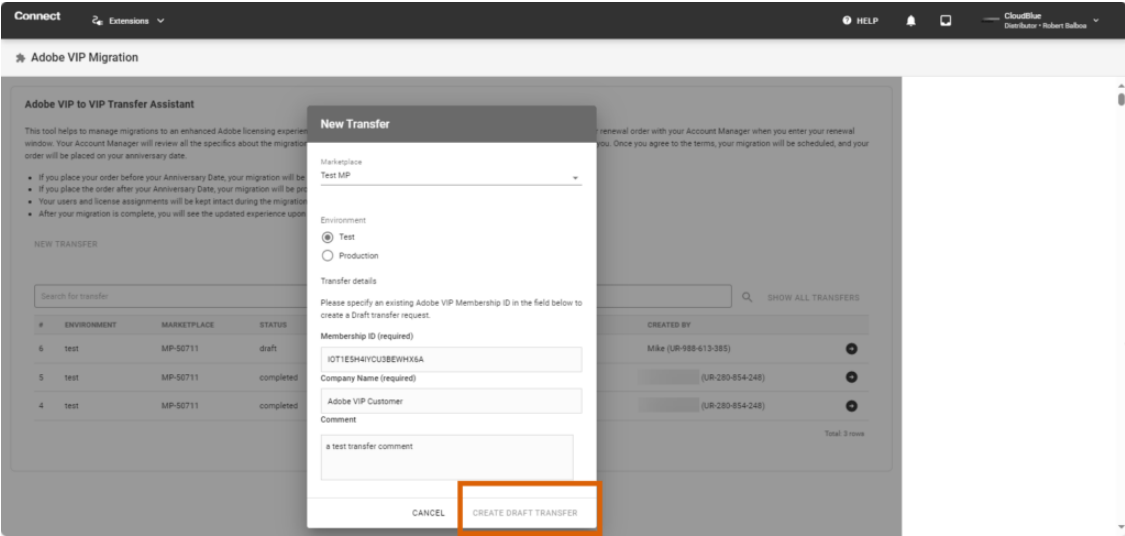 Connect
Extensions
HELP
CloudBlue
Distributor • Robert Balboa
Adobe VIP Migration
Adobe VIP to VIP Transfer Assistant
This tool helps to manage migrations to an enhanced Adobe licensing experien
r renewal order with your Account Manager when you enter your renewal
window. Your Account Manager will review all the specifics about the migration
you. Once you agree to the terms, your migration will be scheduled, and your
order will be placed on your anniversary date.
If you place your order before your Anniversary Date, your migration will be
If you place the order after your Anniversary Date, your migration will be pro
Your users and license assignments will be kept intact during the migration
After your migration is complete, you will see the updated experience upon
NEW TRANSFER
Search for transfer
SHOW ALL TRANSFERS
# ENVIRONMENT MARKETPLACE STATUS CREATED BY
6 test MP-50711 draft Mike (UR-988-613-385)
5 test MP-50711 completed (UR-280-854-248)
4 test MP-50711 completed (UR-280-854-248)
Total: 3 rows
New Transfer
Marketplace
Test MP
Environment
Test
Production
Transfer details
Please specify an existing Adobe VIP Membership ID in the field below to
create a Draft transfer request.
Membership ID (required)
IOT1E5H4IYCU3BEWHX6A
Company Name (required)
Adobe VIP Customer
Comment
a test transfer comment
CANCEL
CREATE DRAFT TRANSFER